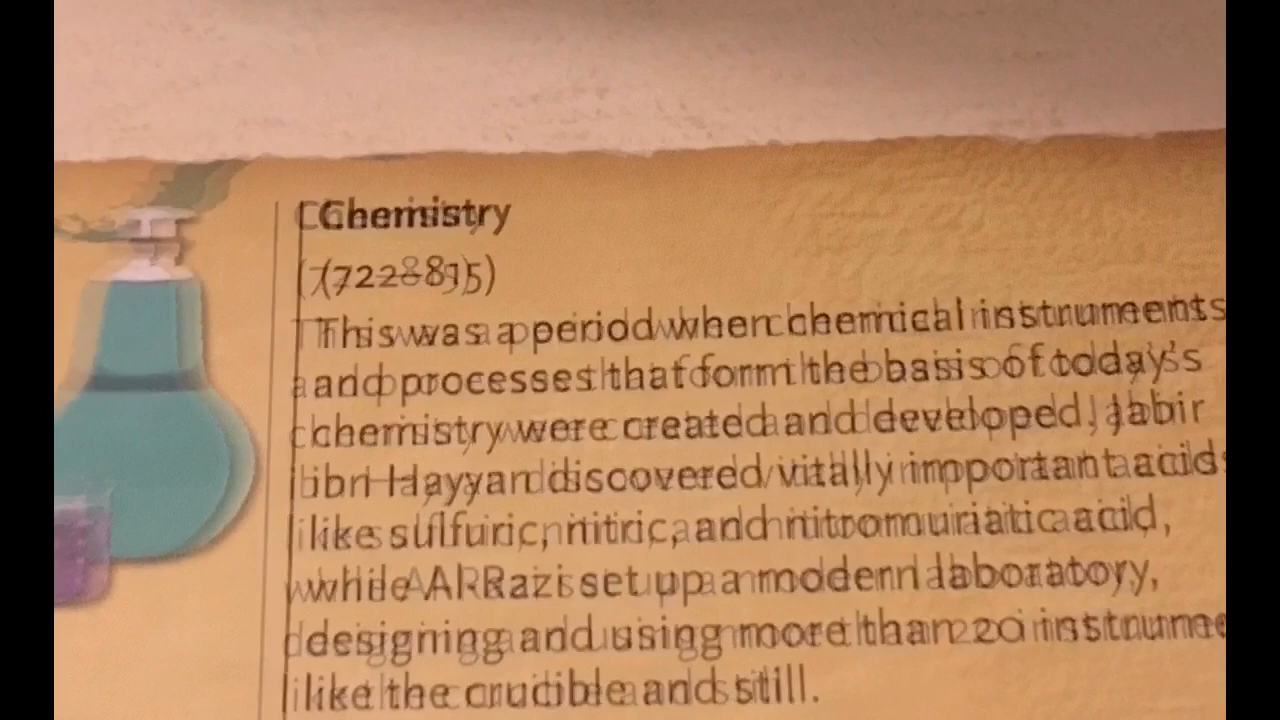 Chemistry
(722-815)
This was a period when chemical instruments
and processes that form the basis of today's
chemistry were created and developed. Jabir
ibn Hayyan discovered vitally important acids
like sulfuric, nitric, and nitromuriatic acid,
while Al-Razi set up a modern laboratory,
designing and using more than 20
like the crucible and still.